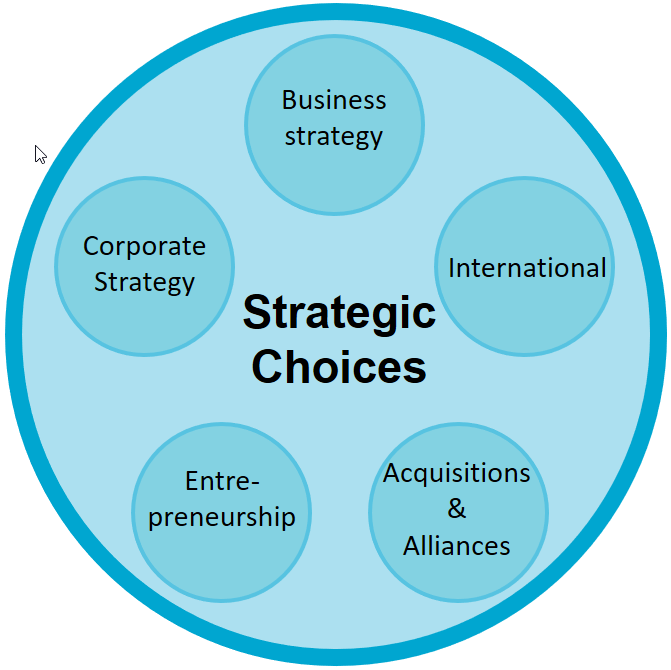 Business
strategy
Corporate
Strategy
International
Strategic
Choices
Entre-
preneurship
Acquisitions
&
Alliances